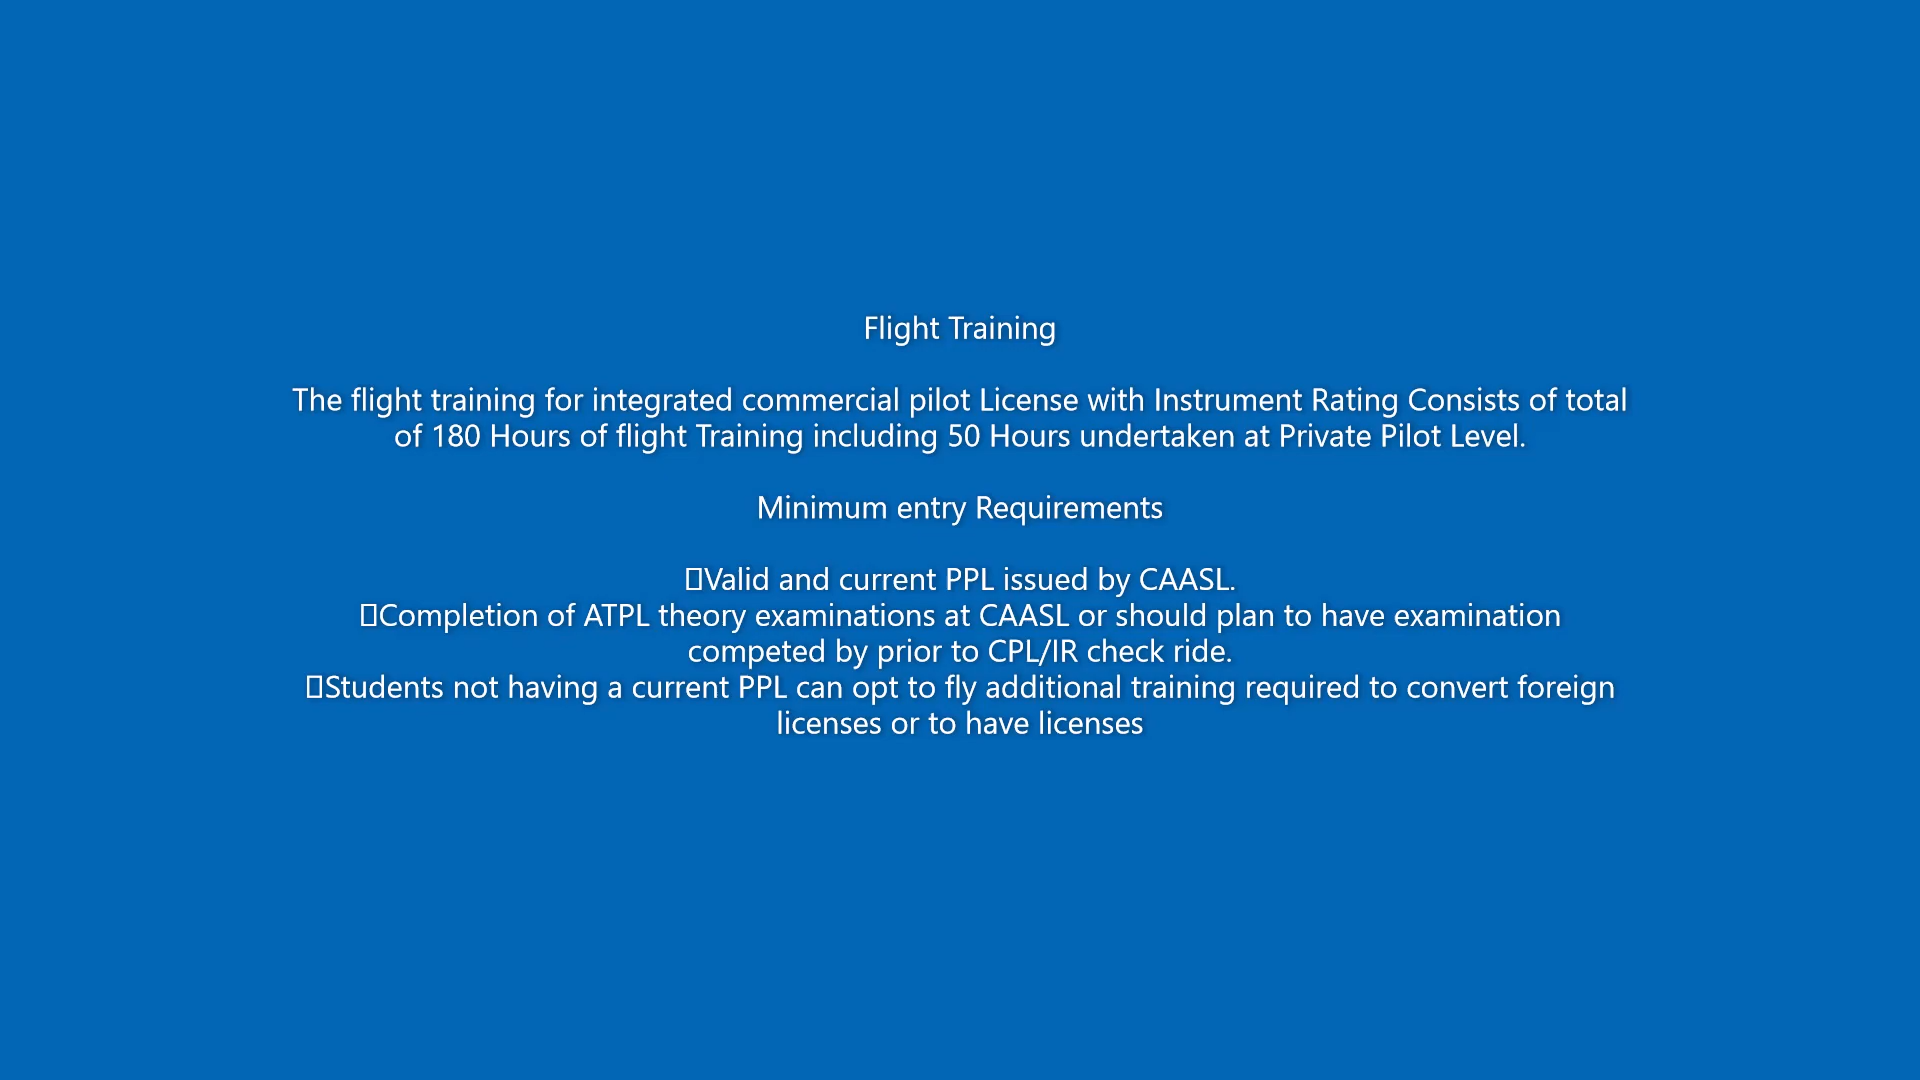 Flight Training
The flight training for integrated commercial pilot License with Instrument Rating Consists of total
of 180 Hours of flight Training including 50 Hours undertaken at Private Pilot Level.
Minimum entry Requirements
Valid and current PPL issued by CAASL.
Completion of ATPL theory examinations at CAASL or should plan to have examination
competed by prior to CPL/IR check ride.
Students not having a current PPL can opt to fly additional training required to convert foreign
licenses or to have licenses